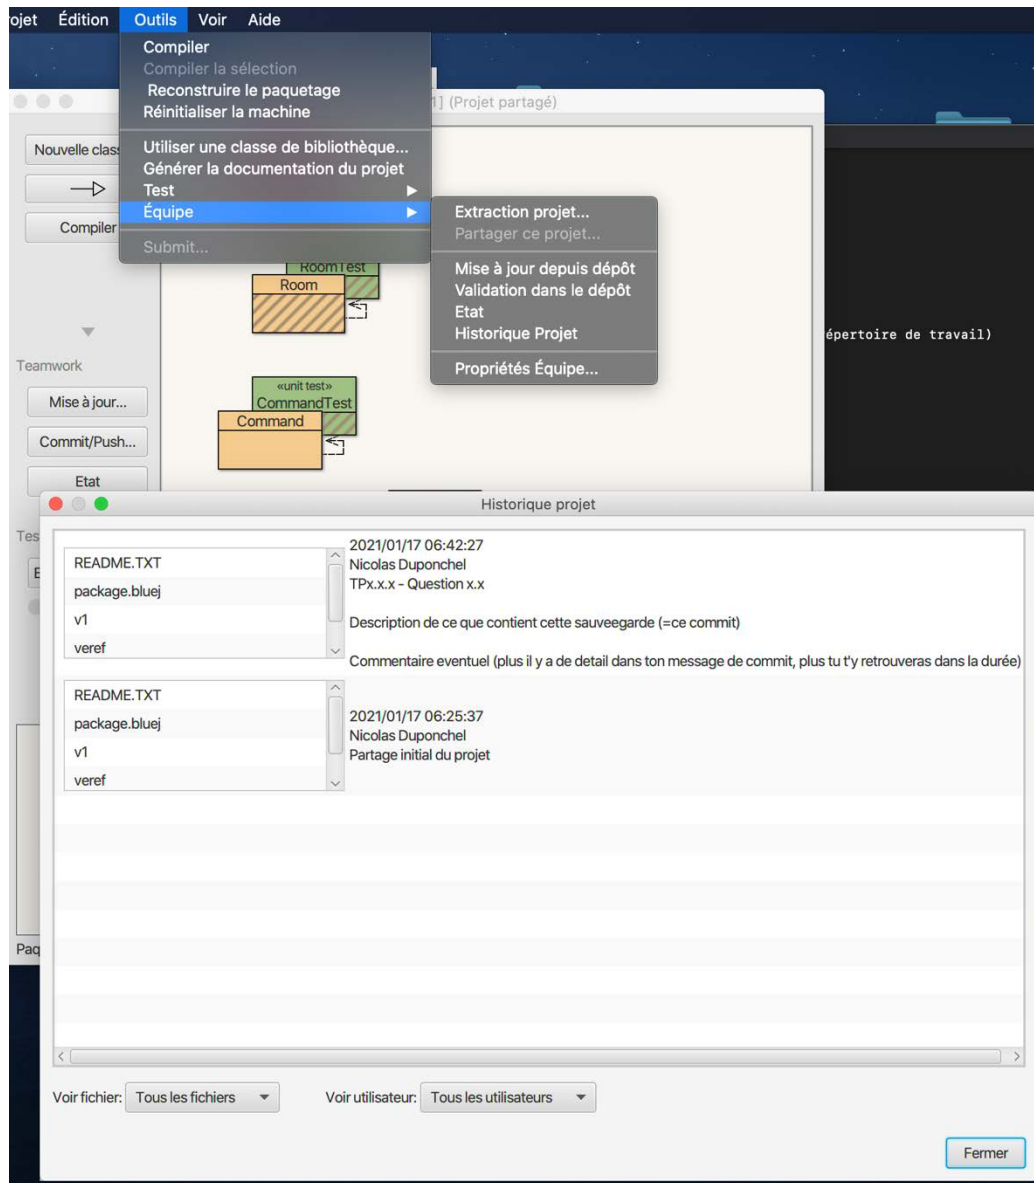 ojet Édition Outils Voir Aide
Compiler
Compiler la sélection
Reconstruire le paquetage
Réinitialiser la machine
1] (Projet partagé)
Utiliser une classe de bibliothèque...
Générer la documentation du projet
Test
Équipe
Submit...
Nouvelle class
Compiler
Extraction projet...
Partager ce projet...
Mise à jour depuis dépôt
Validation dans le dépôt
Etat
Historique Projet
Propriétés Équipe...
RoomTest
Room
épertoire de travail)
Teamwork
Mise à jour...
Commit/Push...
Etat
«unit test»
CommandTest
Command
Tes
E
Paq
Historique projet
README.TXT
package.bluej
v1
veref
2021/01/17 06:42:27
Nicolas Duponchel
TPx.x.x - Question x.x
Description de ce que contient cette sauveegarde (=ce commit)
Commentaire eventuel (plus il y a de detail dans ton message de commit, plus tu t'y retrouveras dans la durée)
README.TXT
package.bluej
v1
veref
2021/01/17 06:25:37
Nicolas Duponchel
Partage initial du projet
Voir fichier: Tous les fichiers Voir utilisateur: Tous les utilisateurs
Fermer